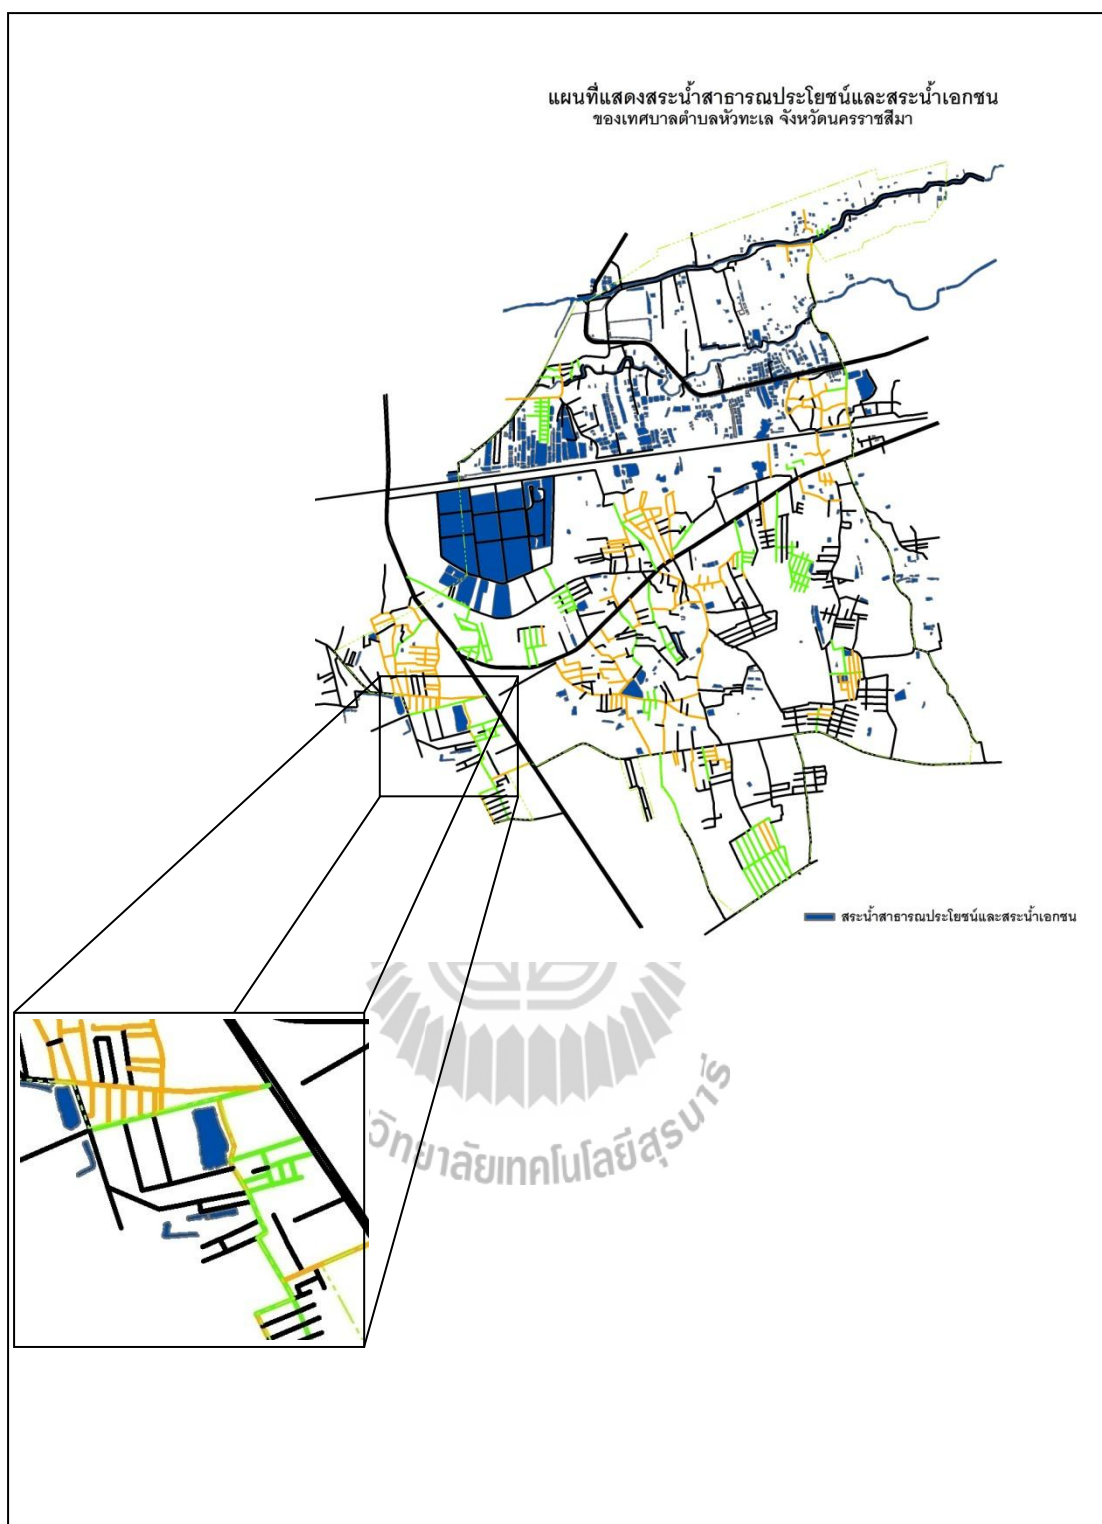 แผนที่แสดงสระน้ำสาธารณประโยชน์และสระน้ำเอกชน
ของเทศบาลตำบลหัวทะเล จังหวัดนครราชสีมา
สระน้ำสาธารณประโยชน์และสระน้ำเอกชน
วิทยาลัยเทคโนโลยีสุรนารี